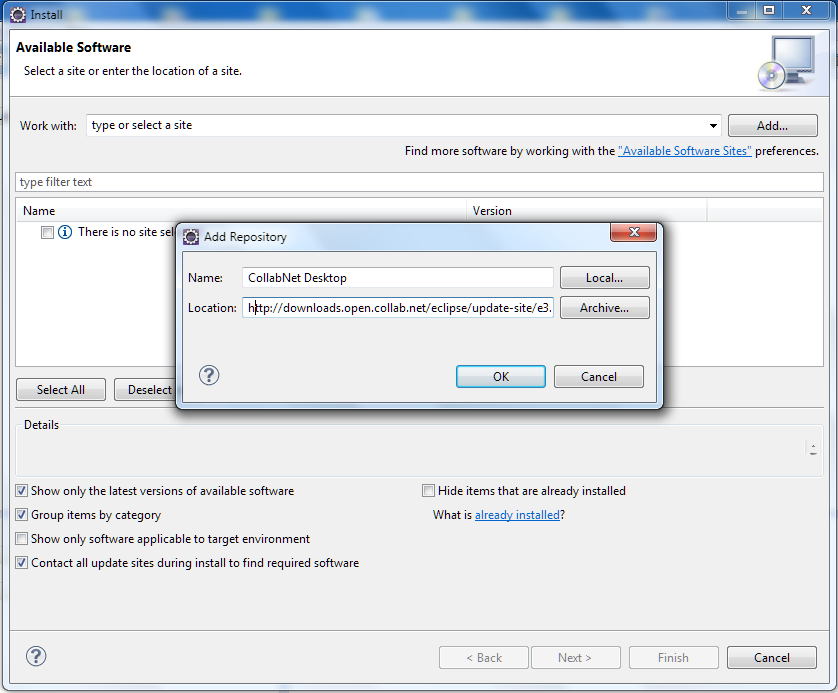 Install
Available Software
Select a site or enter the location of a site.
Work with: type or select a site Add...
Find more software by working with the "Available Software Sites" preferences.
type filter text
Name Version
There is no site sel
Add Repository
Name: CollabNet Desktop Local...
Location: http://downloads.open.collab.net/eclipse/update-site/e3. Archive...
OK Cancel
Select All Deselect
Details
Show only the latest versions of available software Hide items that are already installed
Group items by category What is already installed?
Show only software applicable to target environment
Contact all update sites during install to find required software
< Back Next > Finish Cancel